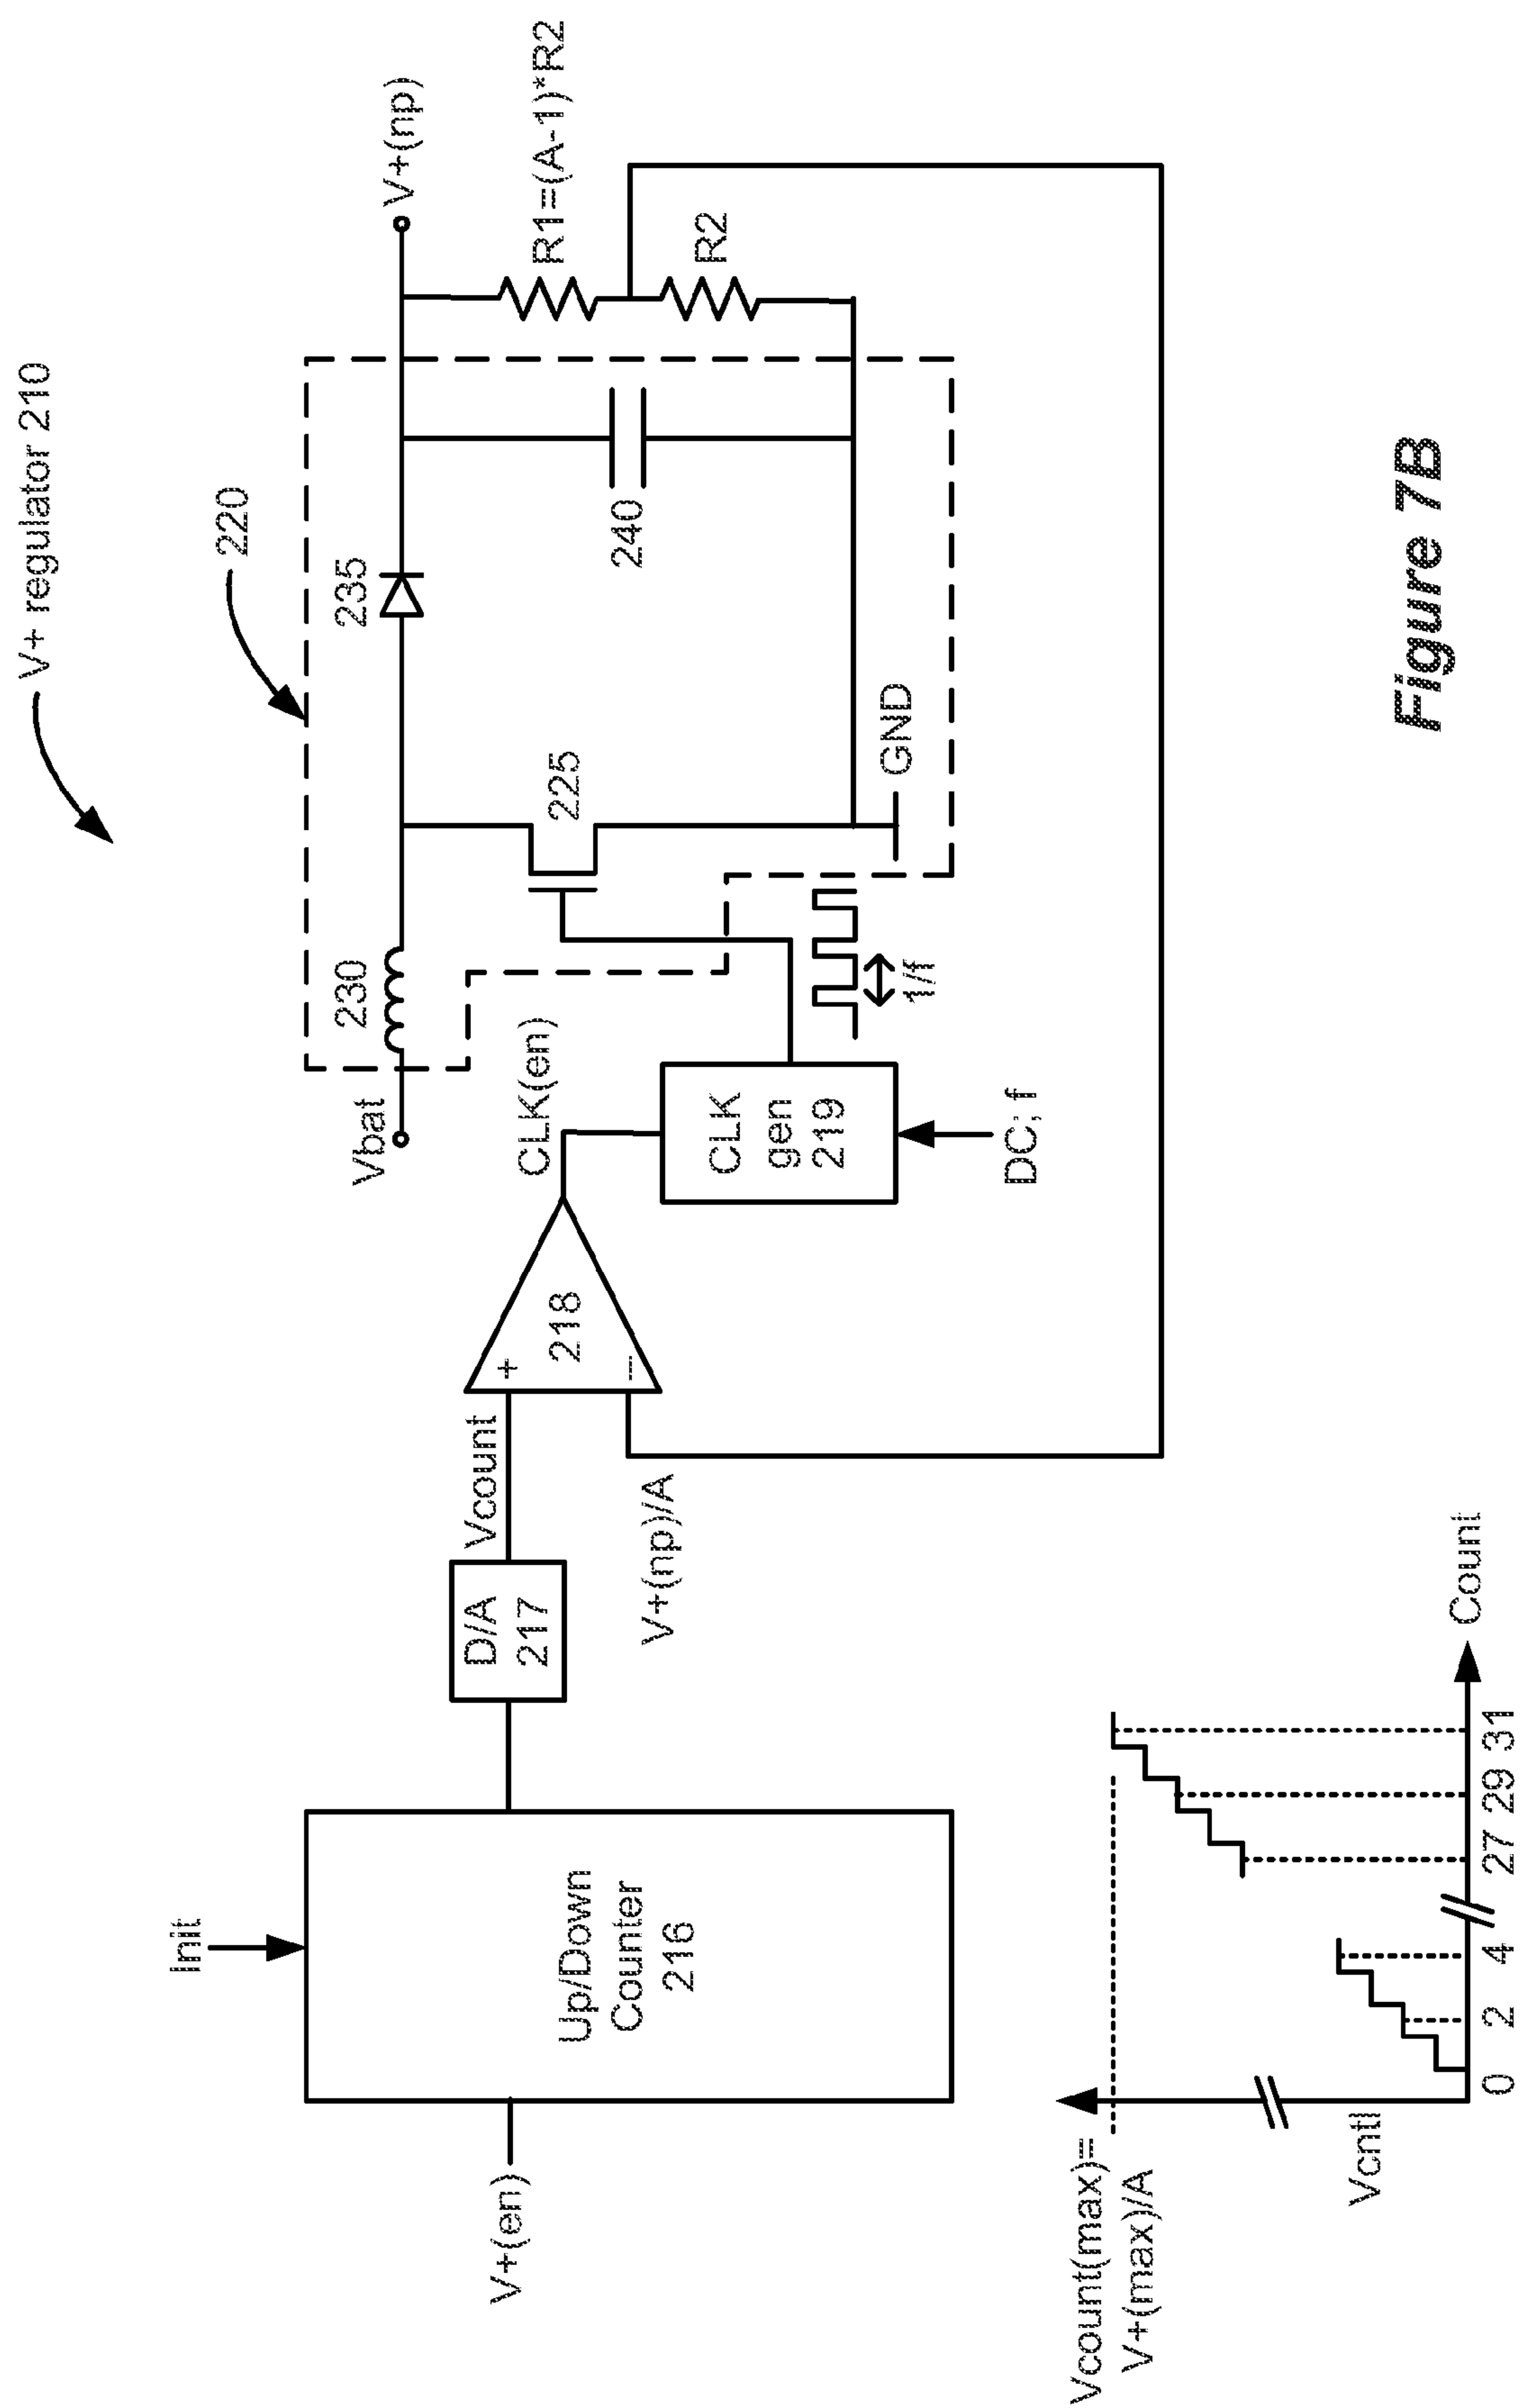 V+ regulator 210
220
Vbat
230
235
V+(np)
225
240
R1=(A-1)*R2
R2
GND
Init
V+(en)
Up/Down
Counter
216
D/A
217
Vcount
V+(np)/A
+
218
–
CLK(en)
CLK
gen
219
1/f
DC; f
Vcount(max)=
V+(max)/A
Vcntl
0 2 4 27 29 31
Count
Figure 7B